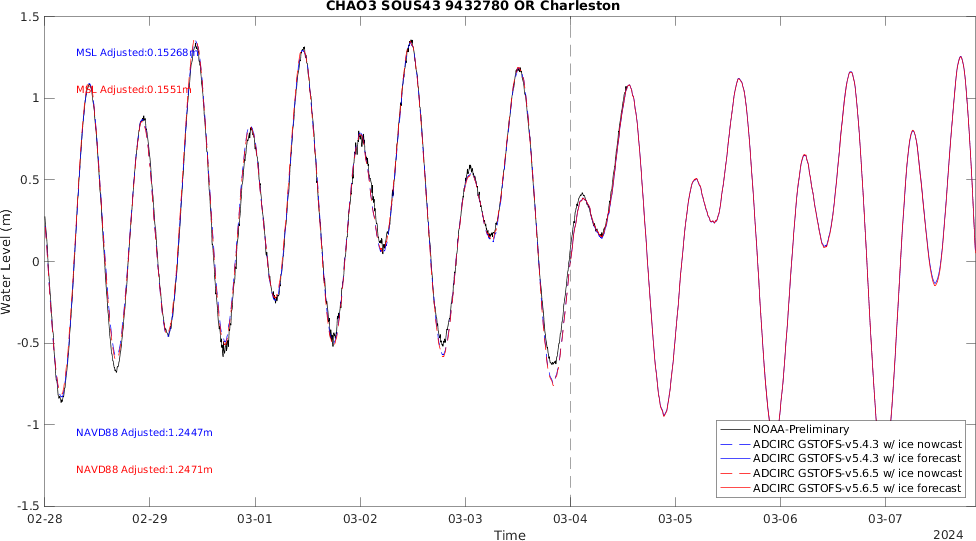 CHAO3 SOUS43 9432780 OR Charleston
1.5
MSL Adjusted:0.15268m
MSL Adjusted:0.1551m
1
0.5
0
-0.5
-1
-1.5
Water Level (m)
NAVD88 Adjusted:1.2447m
NAVD88 Adjusted:1.2471m
NOAA-Preliminary
ADCIRC GSTOFS-v5.4.3 w/ ice nowcast
ADCIRC GSTOFS-v5.4.3 w/ ice forecast
ADCIRC GSTOFS-v5.6.5 w/ ice nowcast
ADCIRC GSTOFS-v5.6.5 w/ ice forecast
02-28 02-29 03-01 03-02 03-03 03-04 03-05 03-06 03-07
Time
2024